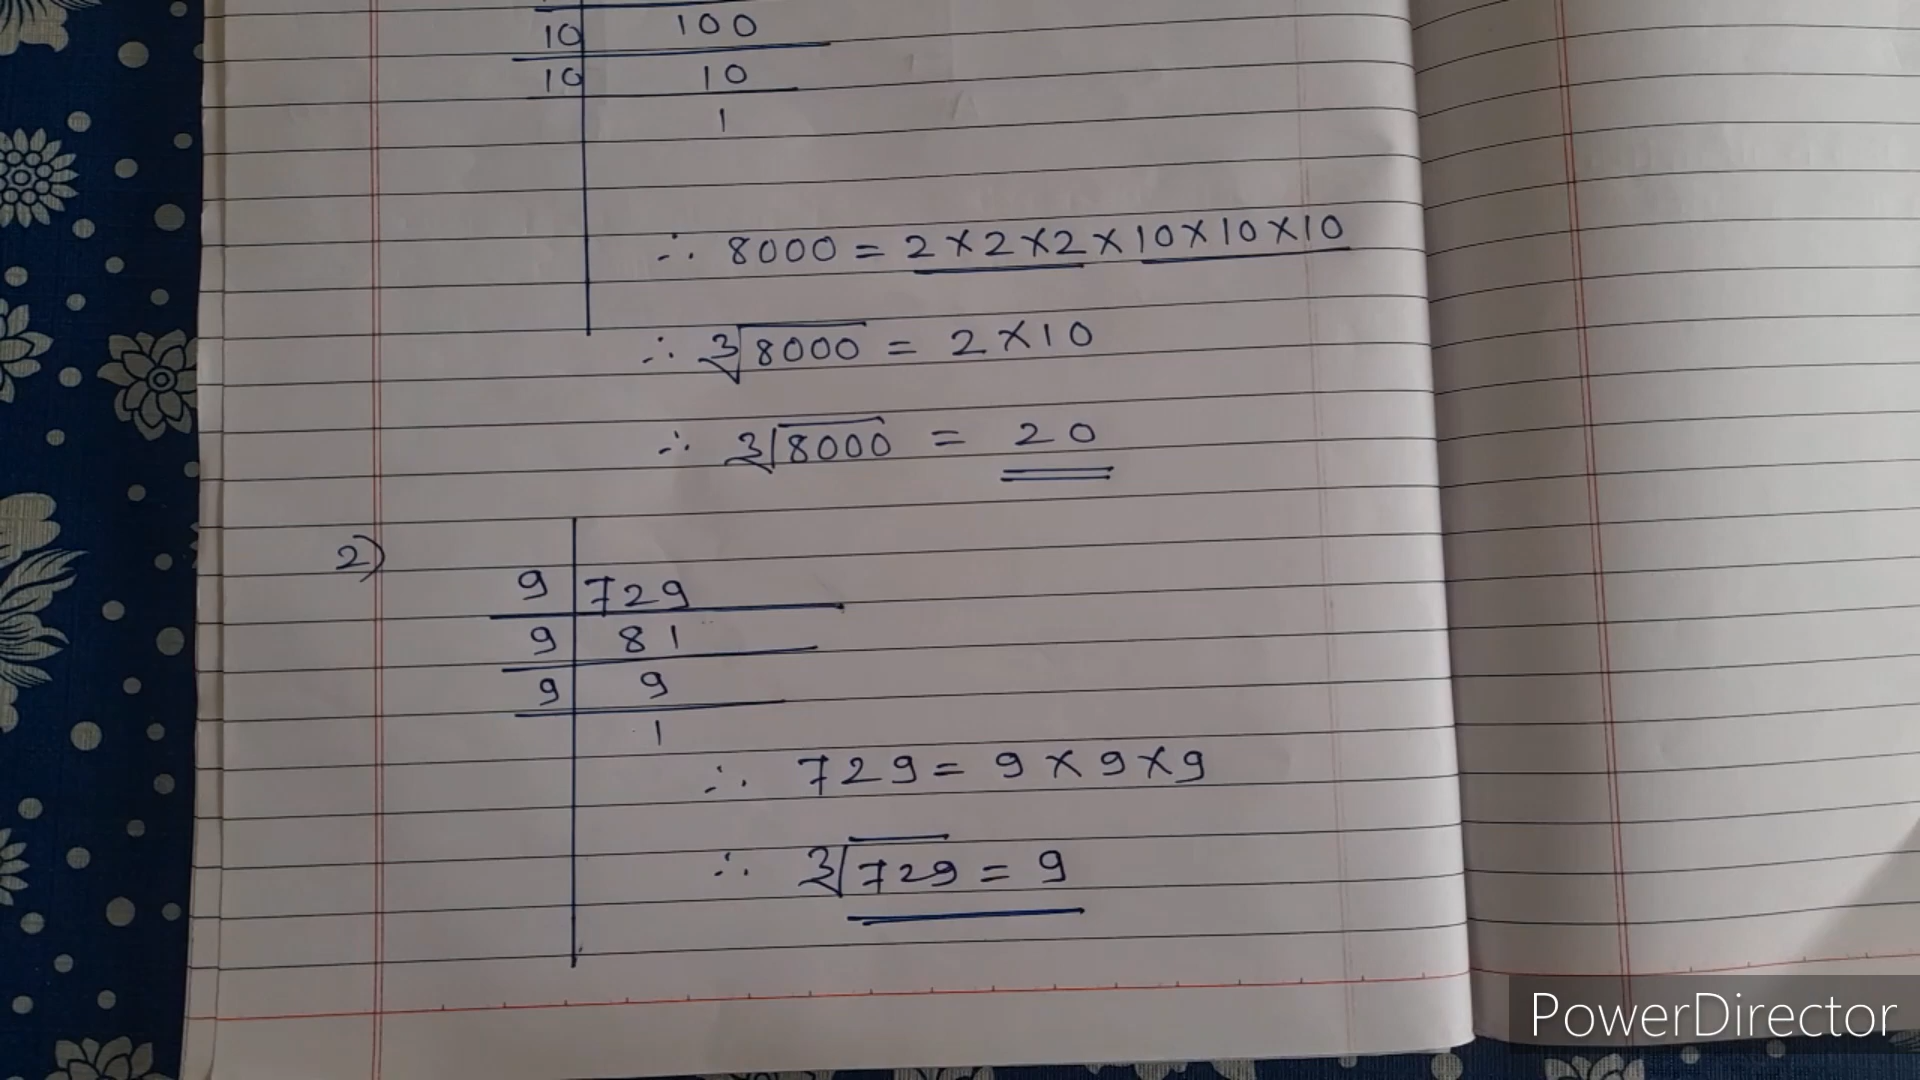 10 | 100
10 | 10
1
∴ 8000 = 2×2×2×10×10×10
∴ ∛8000 = 2×10
∴ ∛8000 = 20
2)
9 | 729
9 | 81
9 | 9
1
∴ 729 = 9×9×9
∴ ∛729 = 9
PowerDirector